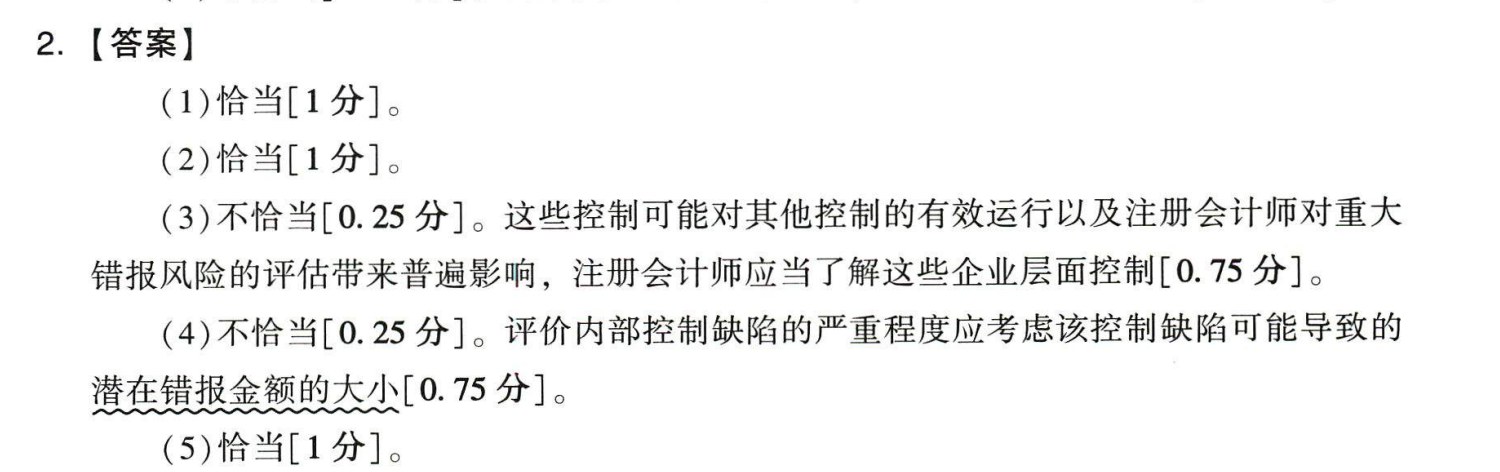 2. 【答案】
(1)恰当[1 分]。
(2)恰当[1 分]。
(3)不恰当[0. 25 分]。这些控制可能对其他控制的有效运行以及注册会计师对重大
错报风险的评估带来普遍影响，注册会计师应当了解这些企业层面控制[0. 75 分]。
(4)不恰当[0. 25 分]。评价内部控制缺陷的严重程度应考虑该控制缺陷可能导致的
潜在错报金额的大小[0. 75 分]。
(5)恰当[1 分]。